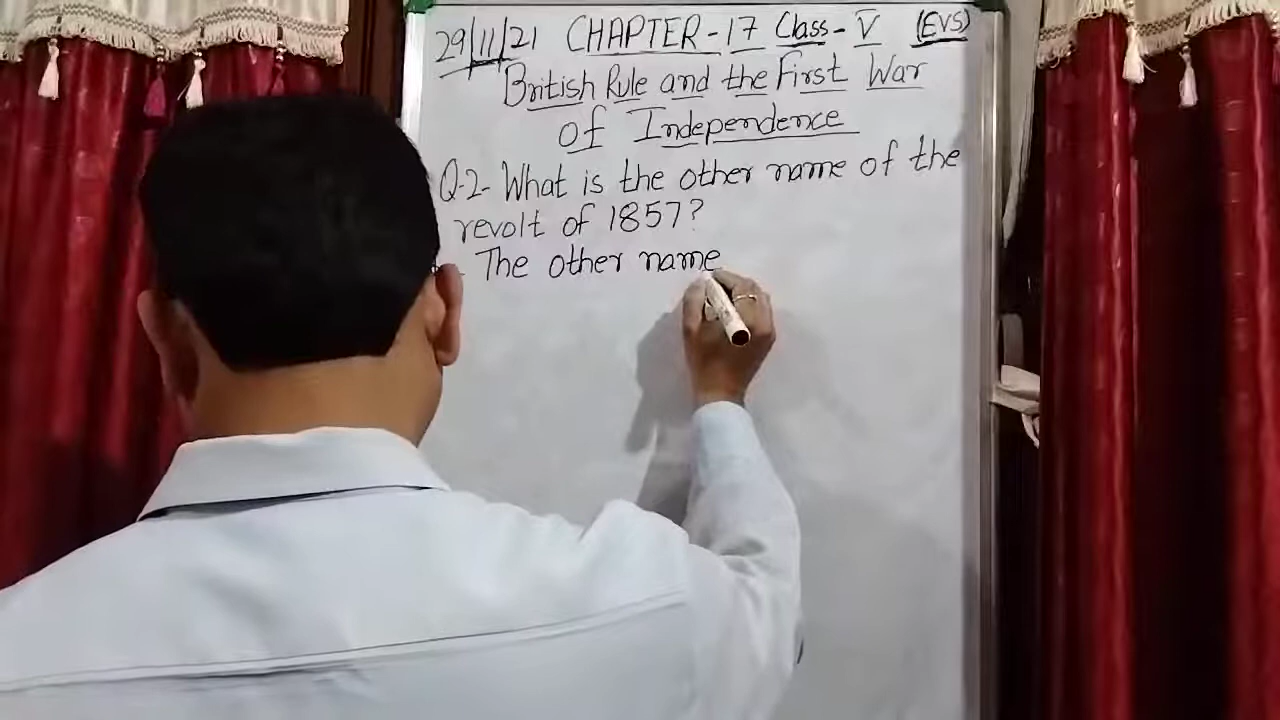 29/11/21 CHAPTER-17 Class-V (EVS)
British Rule and the First War
of Independence
Q.2- What is the other name of the
revolt of 1857?
The other name